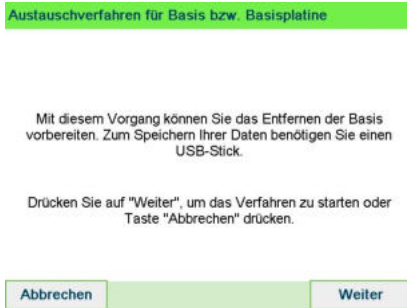 Austauschverfahren für Basis bzw. Basisplatine
Mit diesem Vorgang können Sie das Entfernen der Basis
vorbereiten. Zum Speichern Ihrer Daten benötigen Sie einen
USB-Stick.
Drücken Sie auf "Weiter", um das Verfahren zu starten oder
Taste "Abbrechen" drücken.
Abbrechen
Weiter